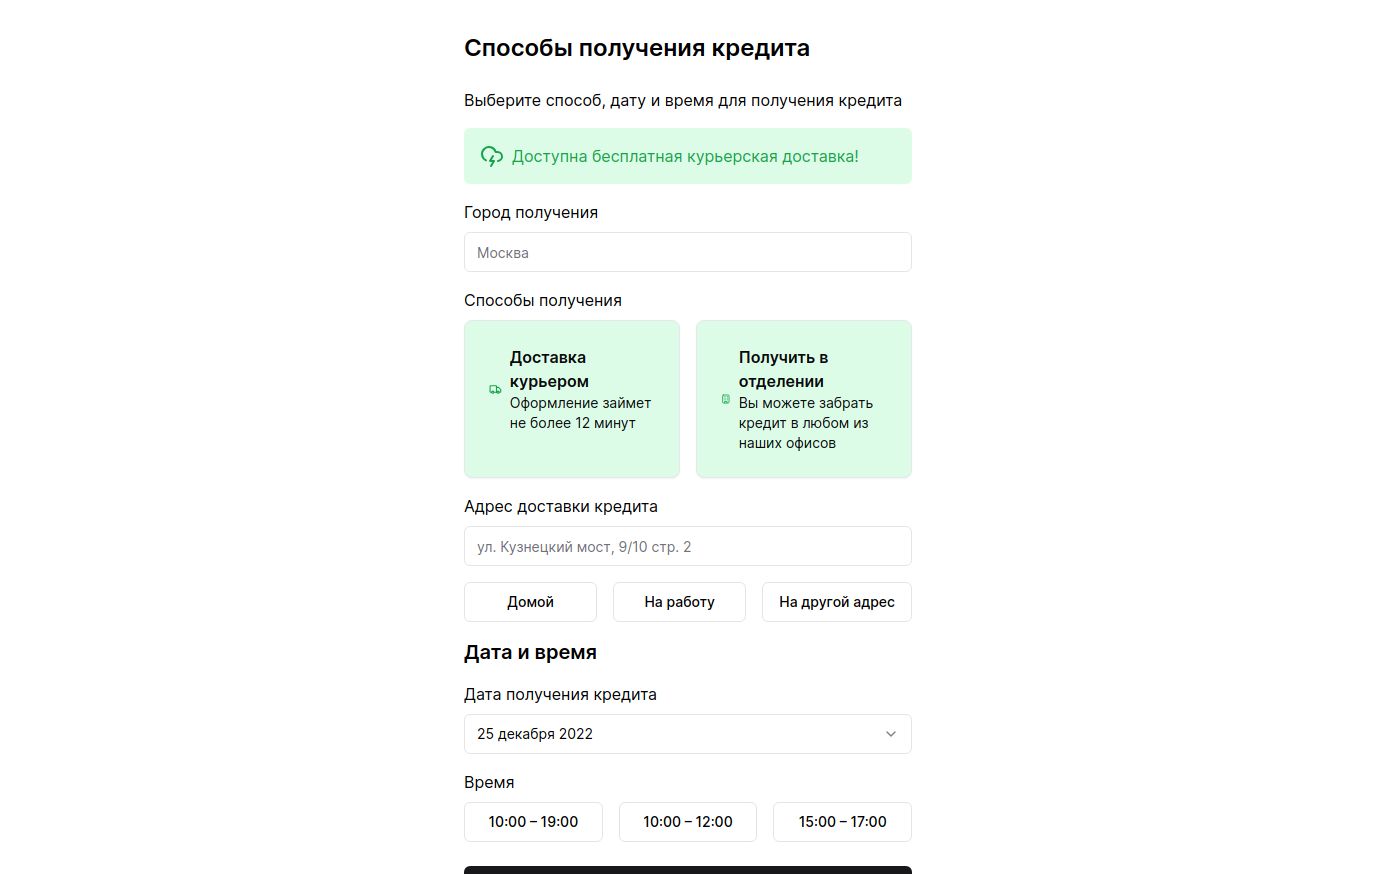 Способы получения кредита
Выберите способ, дату и время для получения кредита
Доступна бесплатная курьерская доставка!
Город получения
Москва
Способы получения
Доставка
курьером
Оформление займет
не более 12 минут
Получить в
отделении
Вы можете забрать
кредит в любом из
наших офисов
Адрес доставки кредита
ул. Кузнецкий мост, 9/10 стр. 2
Домой
На работу
На другой адрес
Дата и время
Дата получения кредита
25 декабря 2022
Время
10:00 – 19:00
10:00 – 12:00
15:00 – 17:00